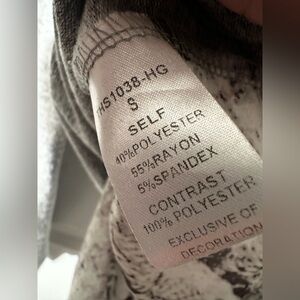 HS1038-HG
S
SELF
40%POLYESTER
55%RAYON
5%SPANDEX
CONTRAST
100% POLYESTER
EXCLUSIVE OF
DECORATION